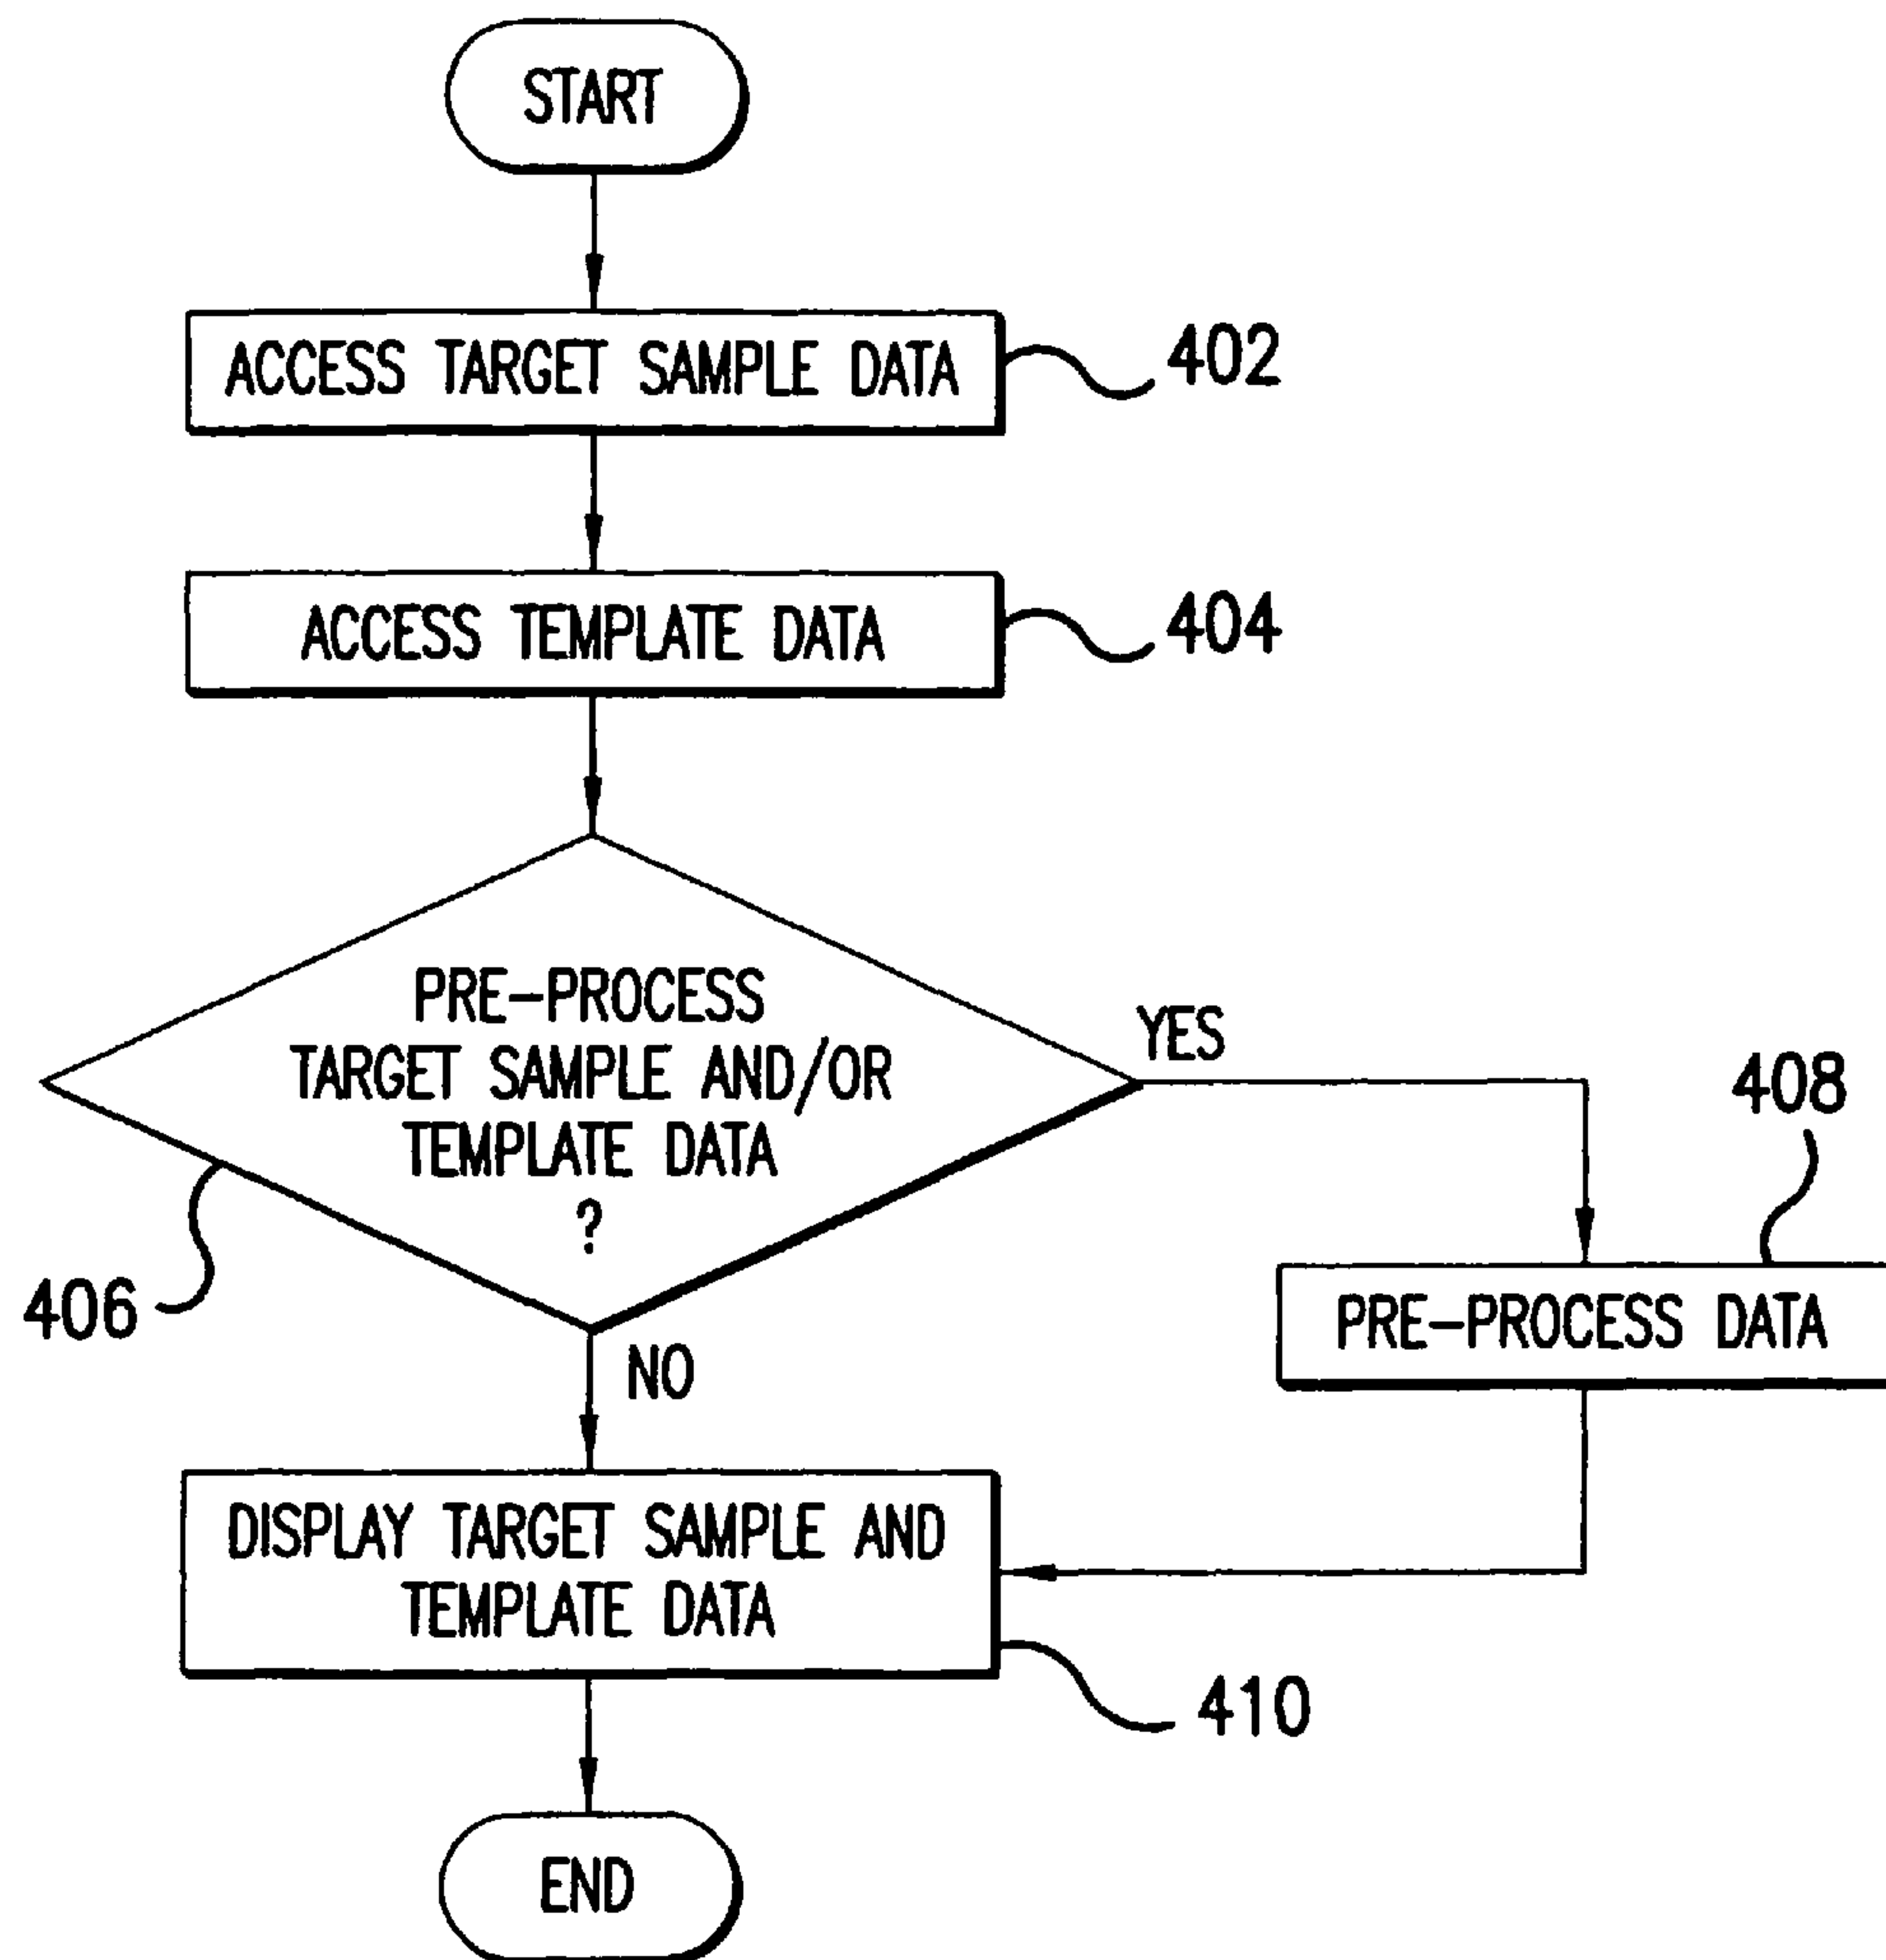 START
ACCESS TARGET SAMPLE DATA
402
ACCESS TEMPLATE DATA
404
PRE-PROCESS
TARGET SAMPLE AND/OR
TEMPLATE DATA
?
YES
408
406
PRE-PROCESS DATA
NO
DISPLAY TARGET SAMPLE AND
TEMPLATE DATA
410
END